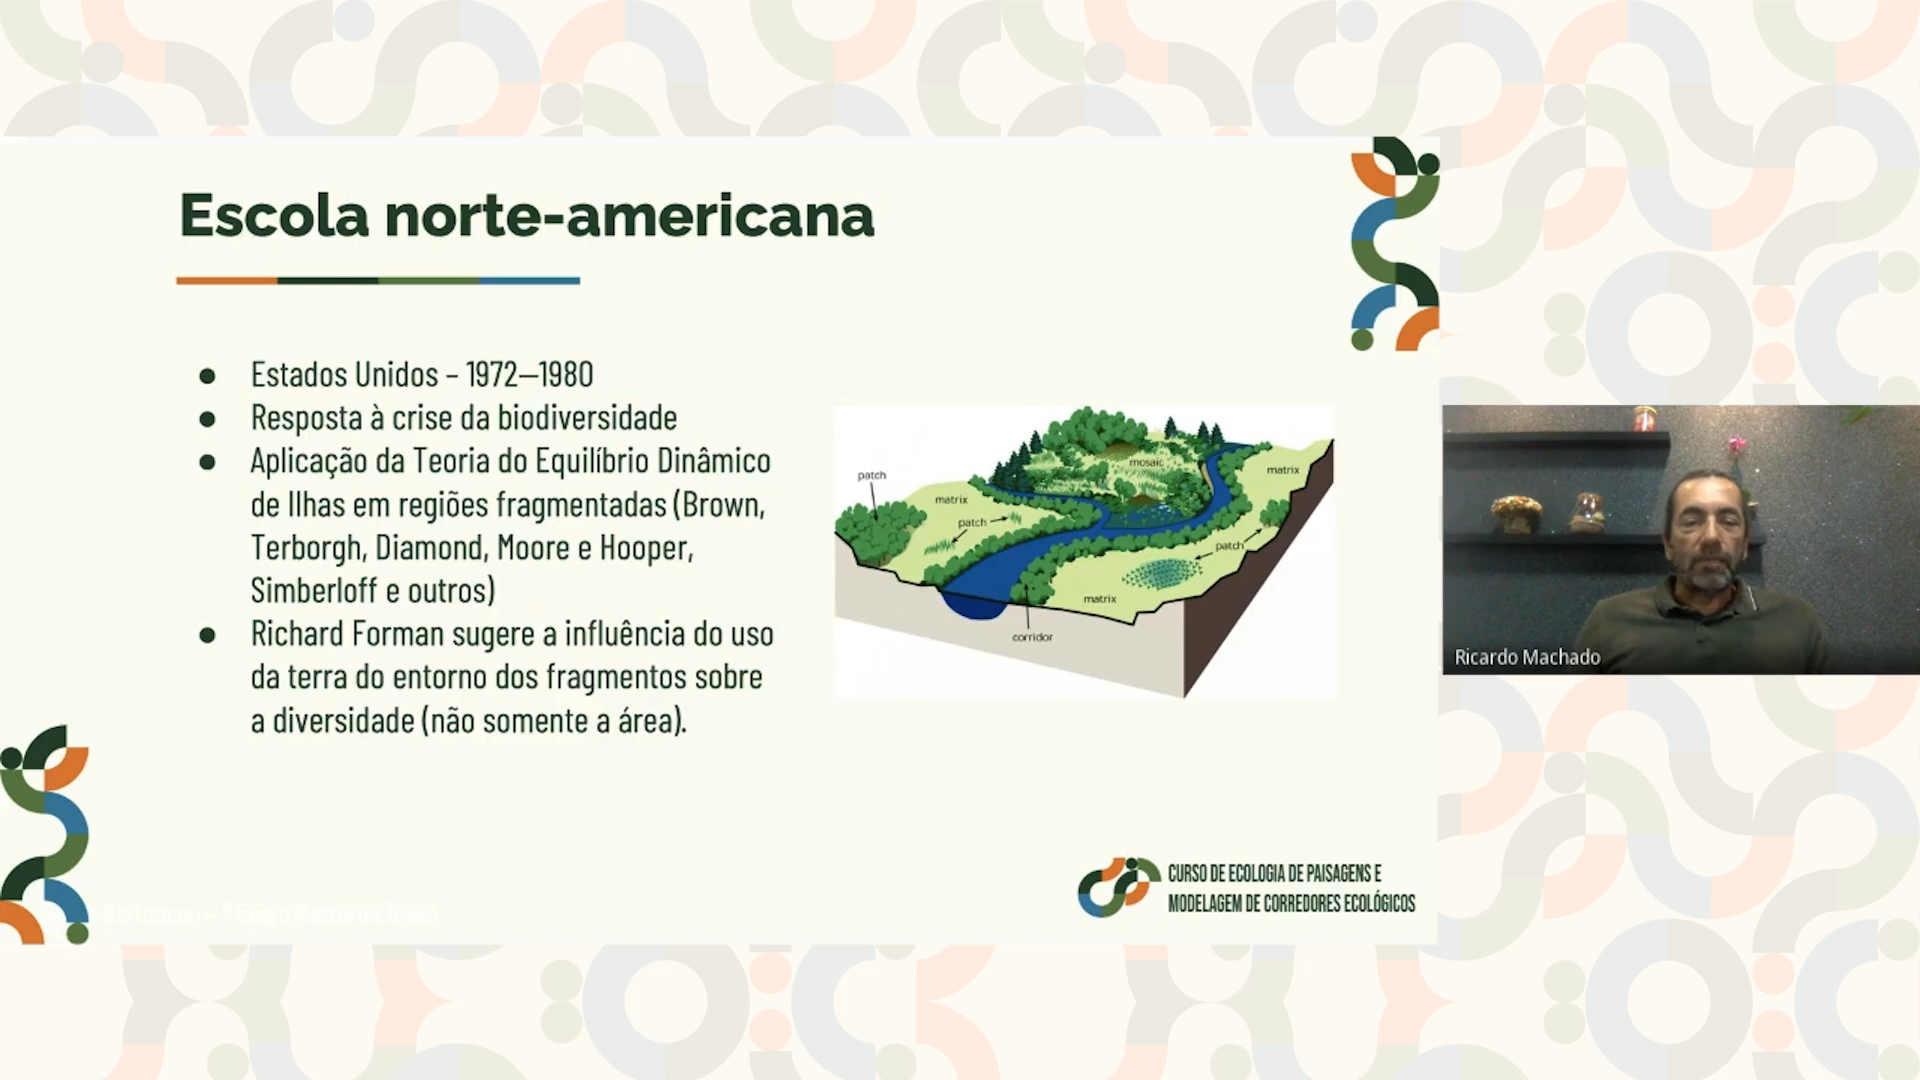 Escola norte-americana
● Estados Unidos – 1972–1980
● Resposta à crise da biodiversidade
● Aplicação da Teoria do Equilíbrio Dinâmico
de Ilhas em regiões fragmentadas (Brown,
Terborgh, Diamond, Moore e Hooper,
Simberloff e outros)
● Richard Forman sugere a influência do uso
da terra do entorno dos fragmentos sobre
a diversidade (não somente a área).
patch
matrix
patch
mosaic
matrix
patch
matrix
corridor
Ricardo Machado
CURSO DE ECOLOGIA DE PAISAGENS E
MODELAGEM DE CORREDORES ECOLÓGICOS